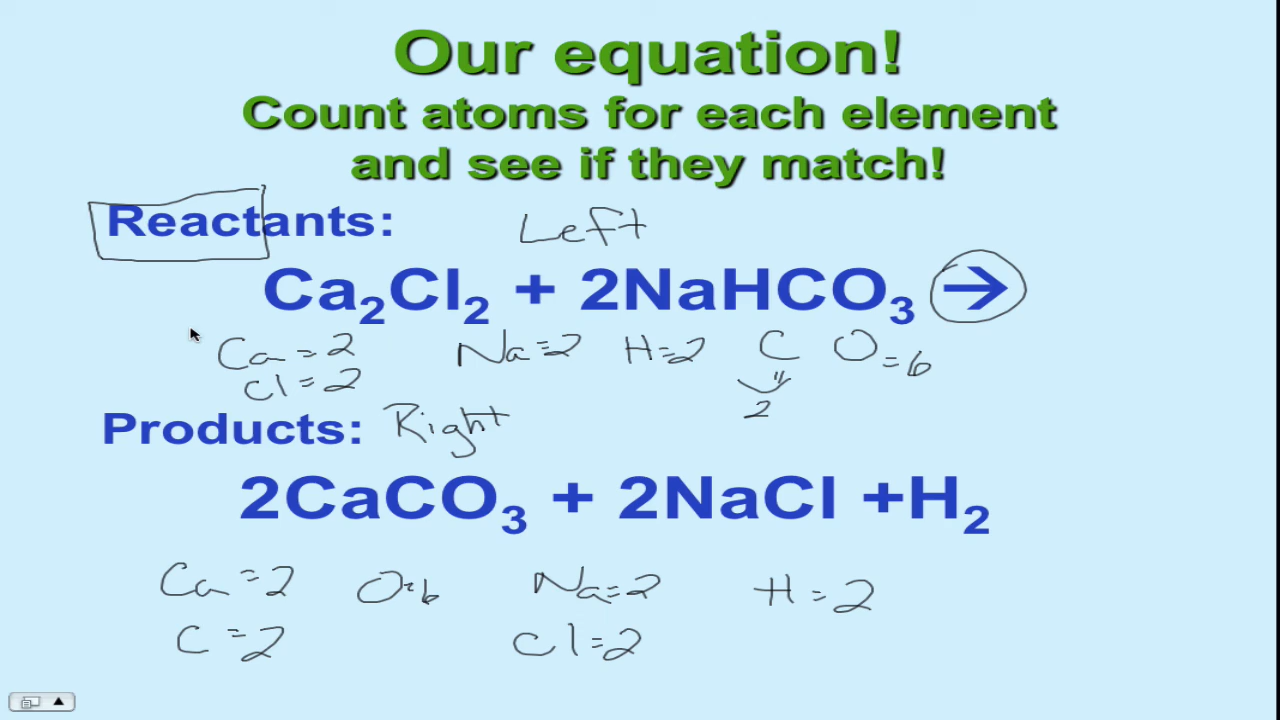 Our equation!
Count atoms for each element
and see if they match!
Reactants: Left
Ca₂Cl₂ + 2NaHCO₃ →
Ca = 2 Na = 2 H = 2 C O = 6
Cl = 2 = 2
Products: Right
2CaCO₃ + 2NaCl +H₂
Ca = 2 O = 6 Na = 2 H = 2
C = 2 Cl = 2